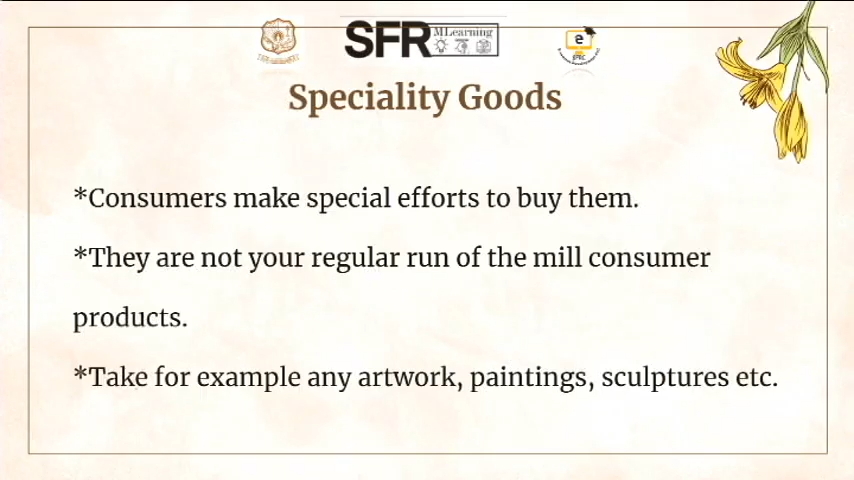 SFR MLearning
e
EPEC
Speciality Goods
*Consumers make special efforts to buy them.
*They are not your regular run of the mill consumer
products.
*Take for example any artwork, paintings, sculptures etc.